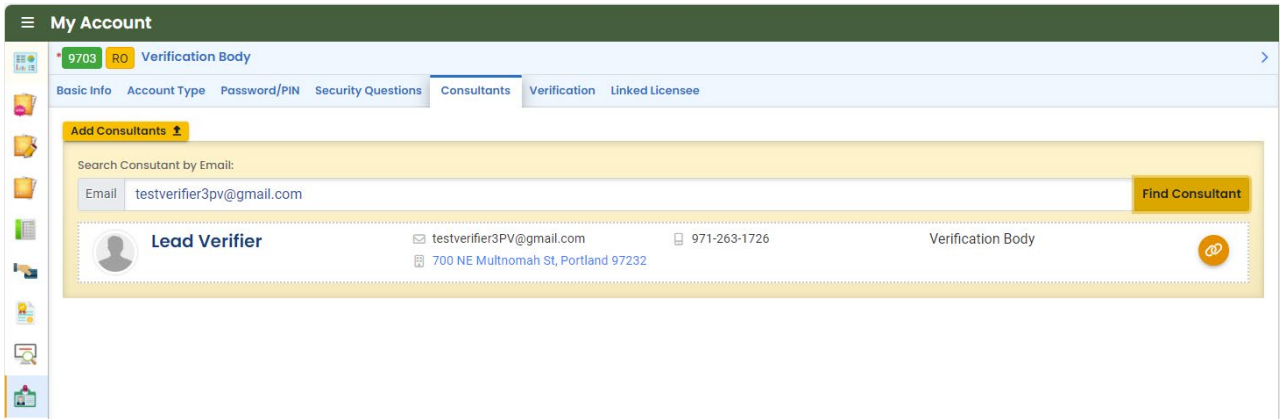 My Account
* 9703 RO Verification Body
Basic Info Account Type Password/PIN Security Questions Consultants Verification Linked Licensee
Add Consultants
Search Consutant by Email:
Email testverifier3pv@gmail.com Find Consultant
Lead Verifier testverifier3PV@gmail.com 971-263-1726 Verification Body
700 NE Multnomah St, Portland 97232